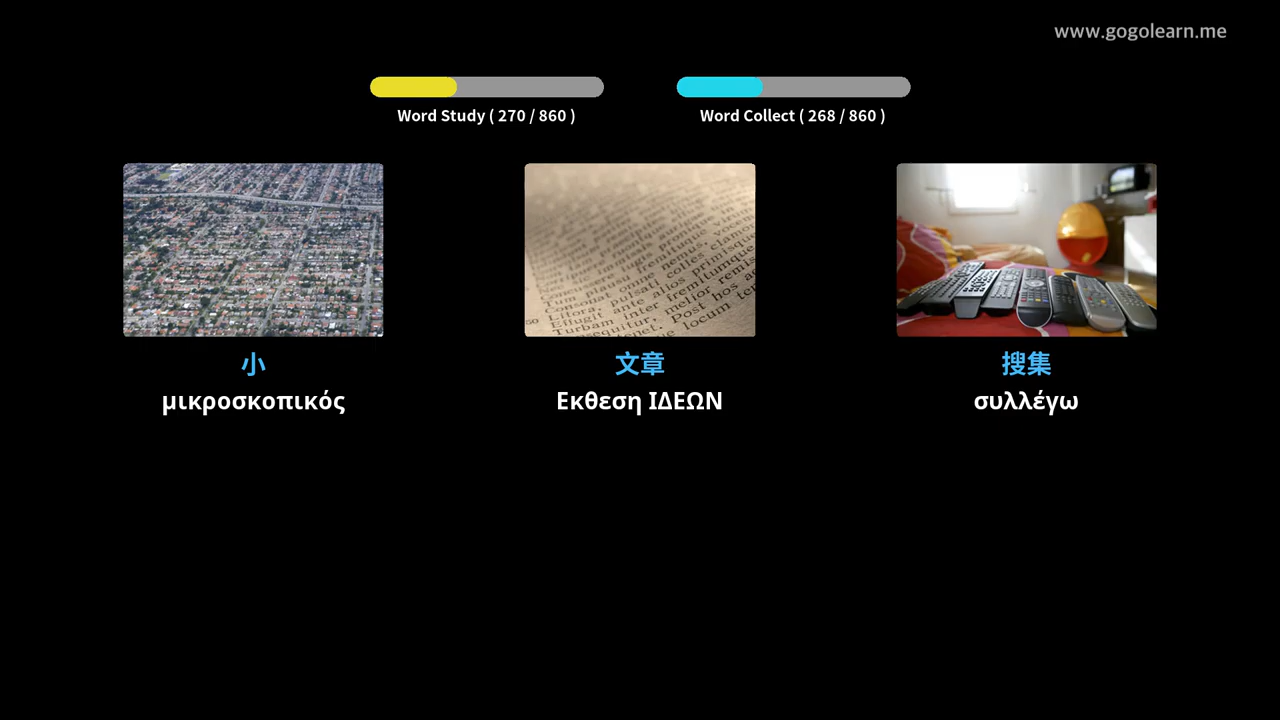 www.gogolearn.me
Word Study ( 270 / 860 )
Word Collect ( 268 / 860 )
小
μικροσκοπικός
文章
Εκθεση ΙΔΕΩΝ
搜集
συλλέγω